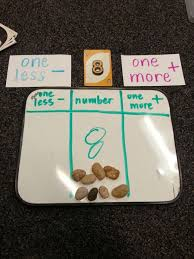 one less –
8
one more +
one less –
number
one more +
8